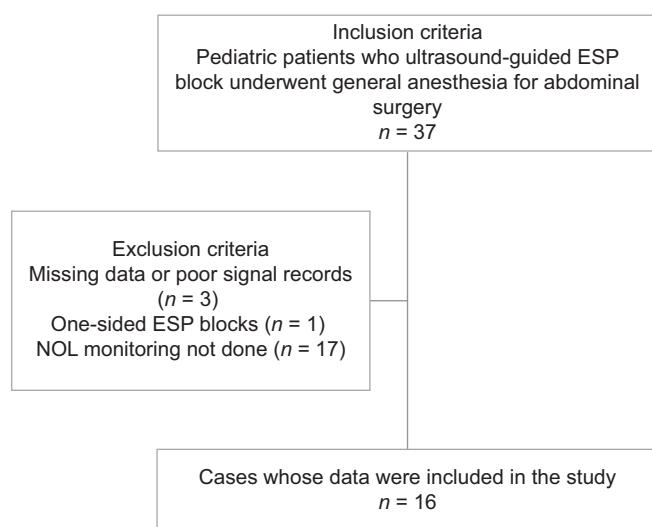 Inclusion criteria
Pediatric patients who ultrasound-guided ESP
block underwent general anesthesia for abdominal
surgery
n = 37
Exclusion criteria
Missing data or poor signal records
(n = 3)
One-sided ESP blocks (n = 1)
NOL monitoring not done (n = 17)
Cases whose data were included in the study
n = 16